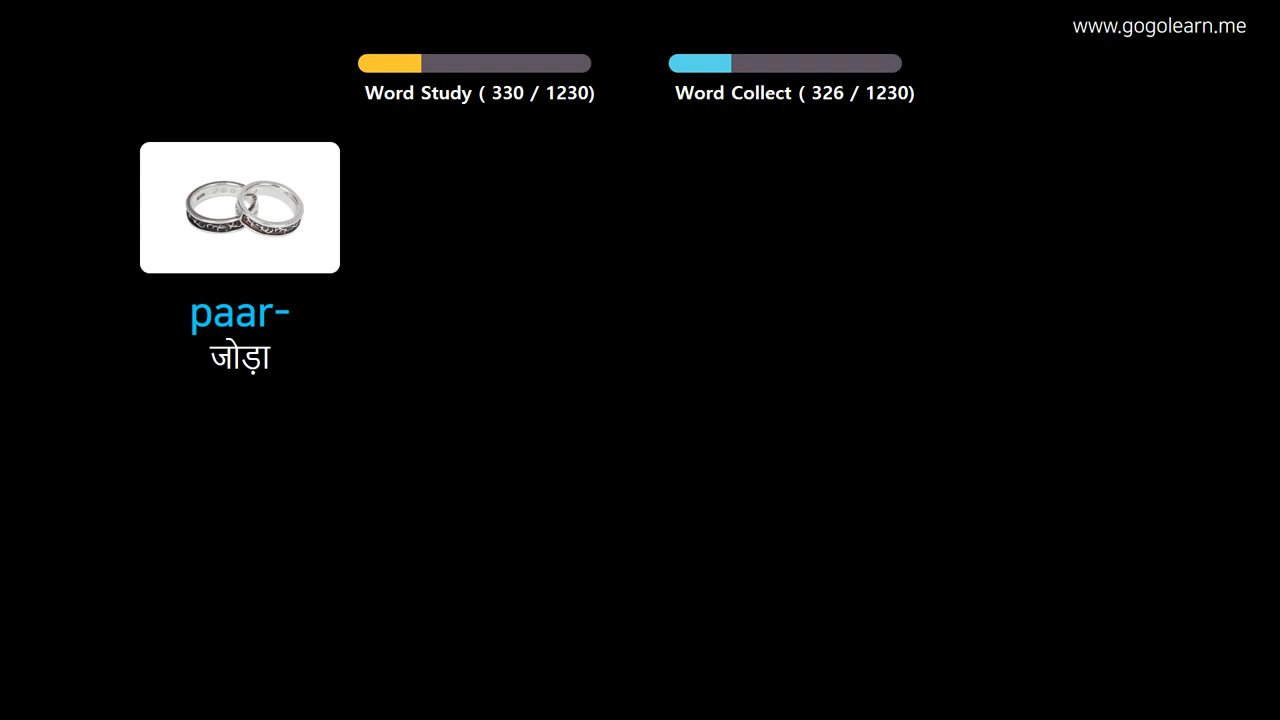 www.gogolearn.me
Word Study ( 330 / 1230)
Word Collect ( 326 / 1230)
paar-
जोड़ा